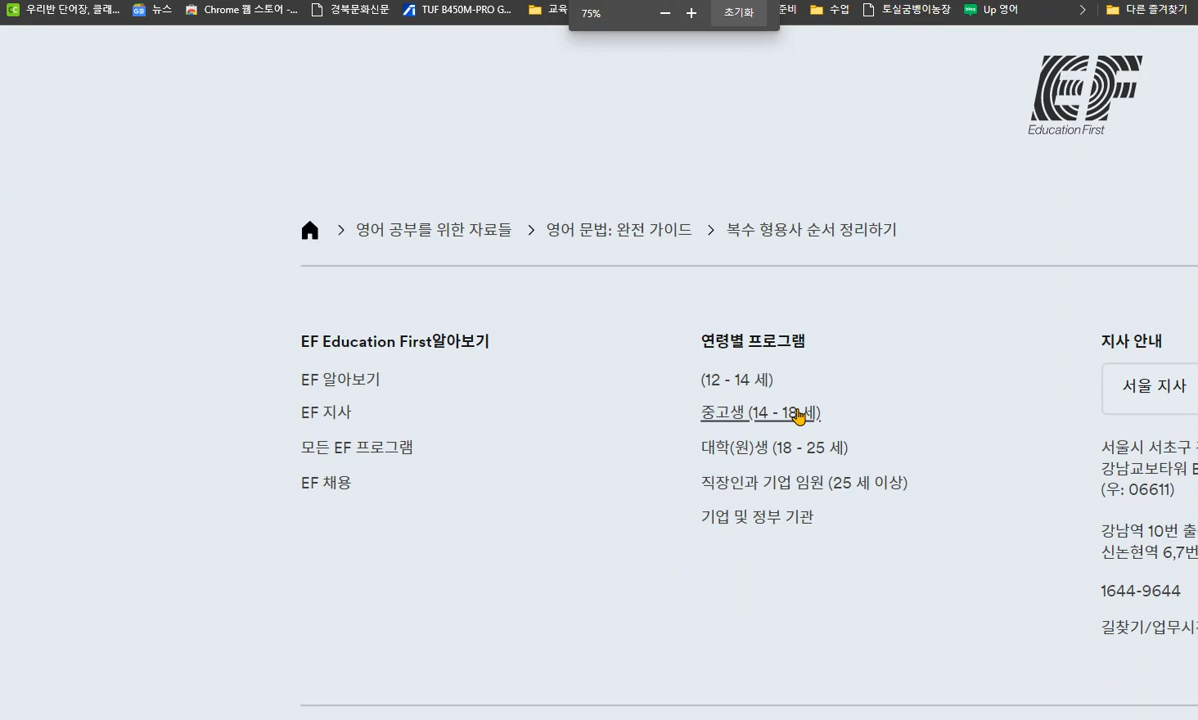 우리반 단어장, 클래... 뉴스 Chrome 웹 스토어 -... 경북문화신문 TUF B450M-PRO G... 교육 준비 수업 토실굼벵이농장 Up 영어 다른 즐겨찾기
75% 초기화
EF
Education First
영어 공부를 위한 자료들 영어 문법: 완전 가이드 복수 형용사 순서 정리하기
EF Education First알아보기
EF 알아보기
EF 지사
모든 EF 프로그램
EF 채용
연령별 프로그램
(12 - 14 세)
중고생 (14 - 18 세)
대학(원)생 (18 - 25 세)
직장인과 기업 임원 (25 세 이상)
기업 및 정부 기관
지사 안내
서울 지사
서울시 서초구
강남교보타워
(우: 06611)
강남역 10번 출
신논현역 6,7번
1644-9644
길찾기/업무시